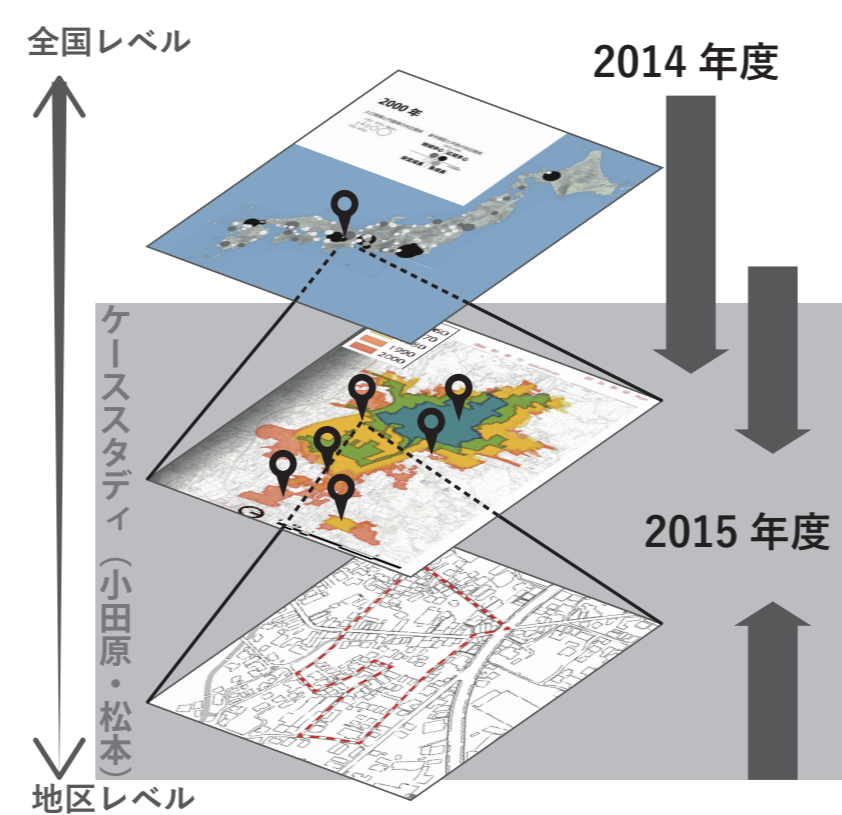 全国レベル
2014 年度
2000 年
1990
2000
ケーススタディ（小田原・松本）
2015 年度
地区レベル